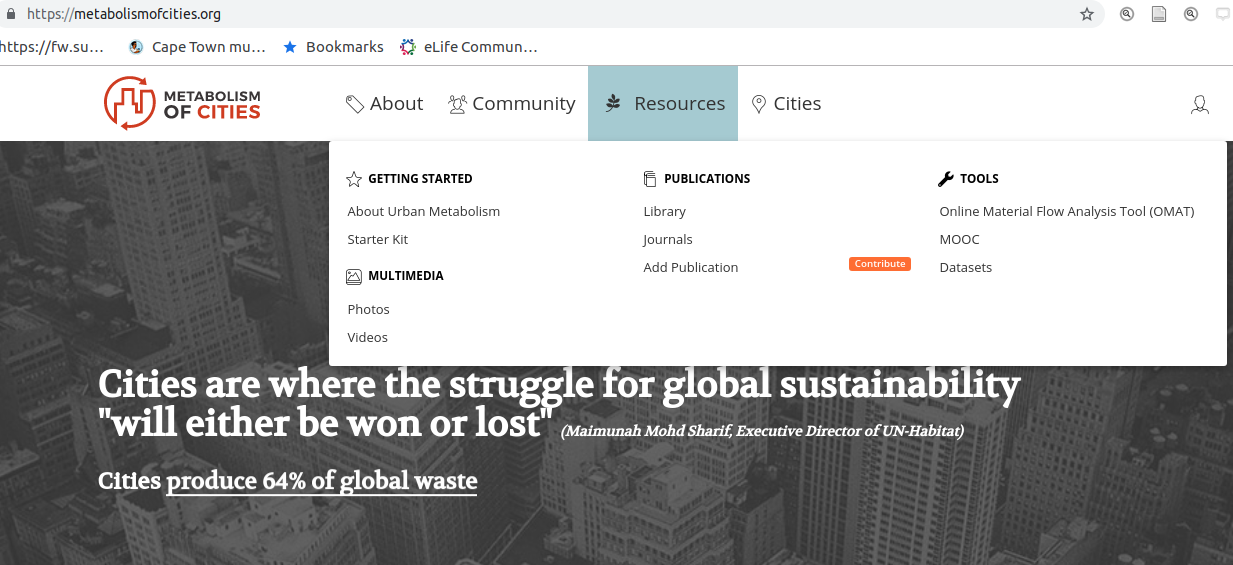 https://metabolismofcities.org
https://fw.su... Cape Town mu... Bookmarks eLife Commun...
METABOLISM
OF CITIES
About Community Resources Cities
GETTING STARTED
About Urban Metabolism
Starter Kit
MULTIMEDIA
Photos
Videos
PUBLICATIONS
Library
Journals
Add Publication Contribute
TOOLS
Online Material Flow Analysis Tool (OMAT)
MOOC
Datasets
Cities are where the struggle for global sustainability
"will either be won or lost" (Maimunah Mohd Sharif, Executive Director of UN-Habitat)
Cities produce 64% of global waste